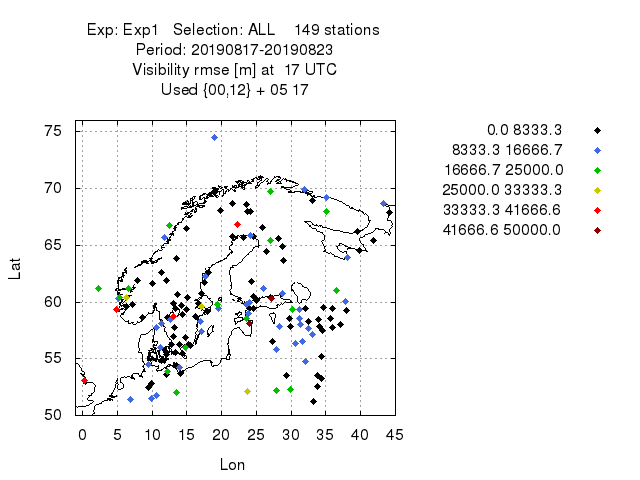 Exp: Exp1 Selection: ALL 149 stations
Period: 20190817-20190823
Visibility rmse [m] at 17 UTC
Used {00,12} + 05 17
0.0 8333.3
8333.3 16666.7
16666.7 25000.0
25000.0 33333.3
33333.3 41666.6
41666.6 50000.0
75
70
65
60
55
50
Lat
0 5 10 15 20 25 30 35 40 45
Lon